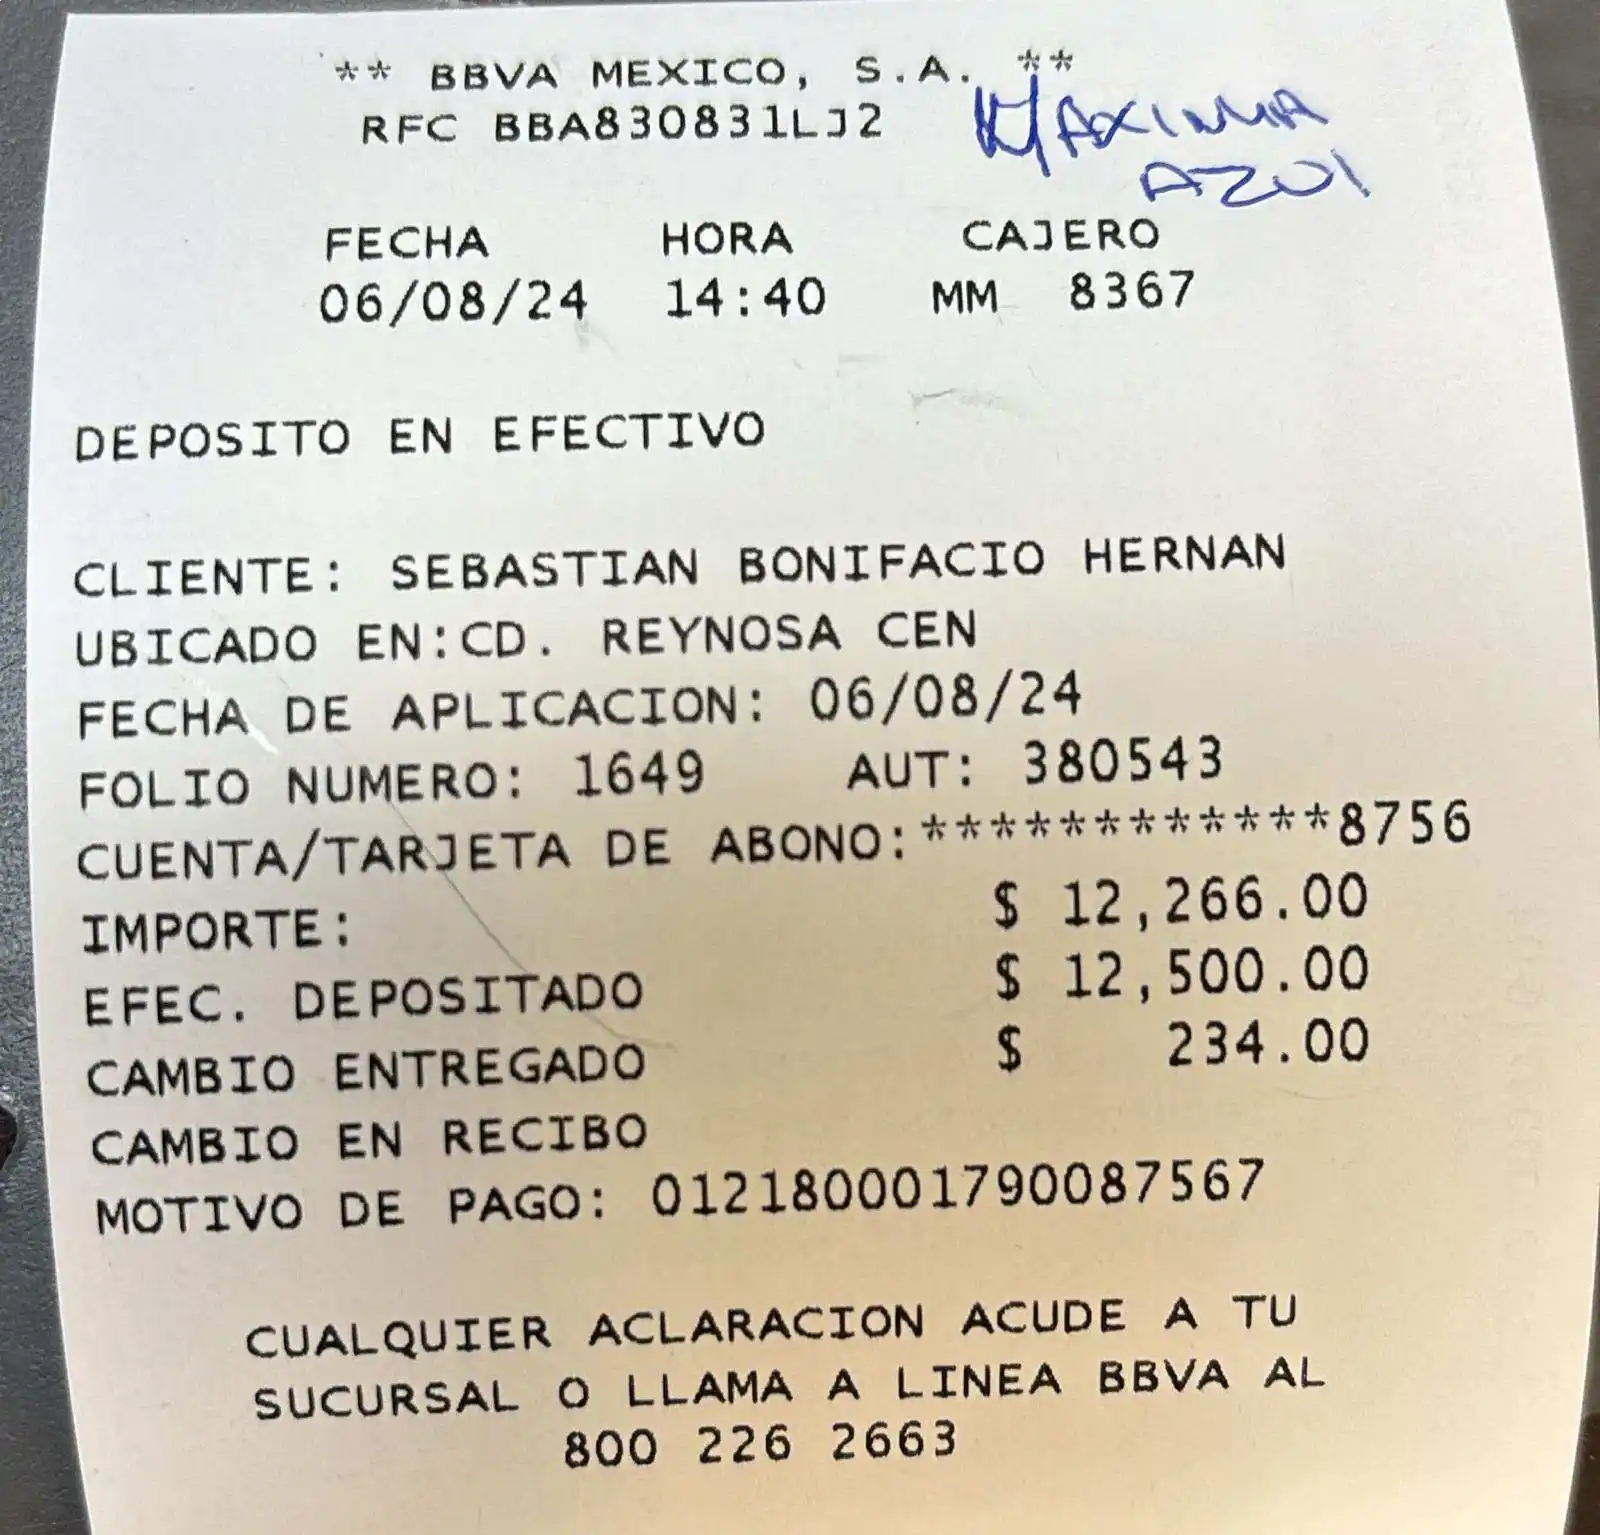 ** BBVA MEXICO, S.A. **
RFC BBA830831LJ2
MAXIMA
AZUL
FECHA HORA CAJERO
06/08/24 14:40 MM 8367
DEPOSITO EN EFECTIVO
CLIENTE: SEBASTIAN BONIFACIO HERNAN
UBICADO EN:CD. REYNOSA CEN
FECHA DE APLICACION: 06/08/24
FOLIO NUMERO: 1649 AUT: 380543
CUENTA/TARJETA DE ABONO:************8756
IMPORTE: $ 12,266.00
EFEC. DEPOSITADO $ 12,500.00
CAMBIO ENTREGADO $ 234.00
CAMBIO EN RECIBO
MOTIVO DE PAGO: 012180001790087567
CUALQUIER ACLARACION ACUDE A TU
SUCURSAL O LLAMA A LINEA BBVA AL
800 226 2663